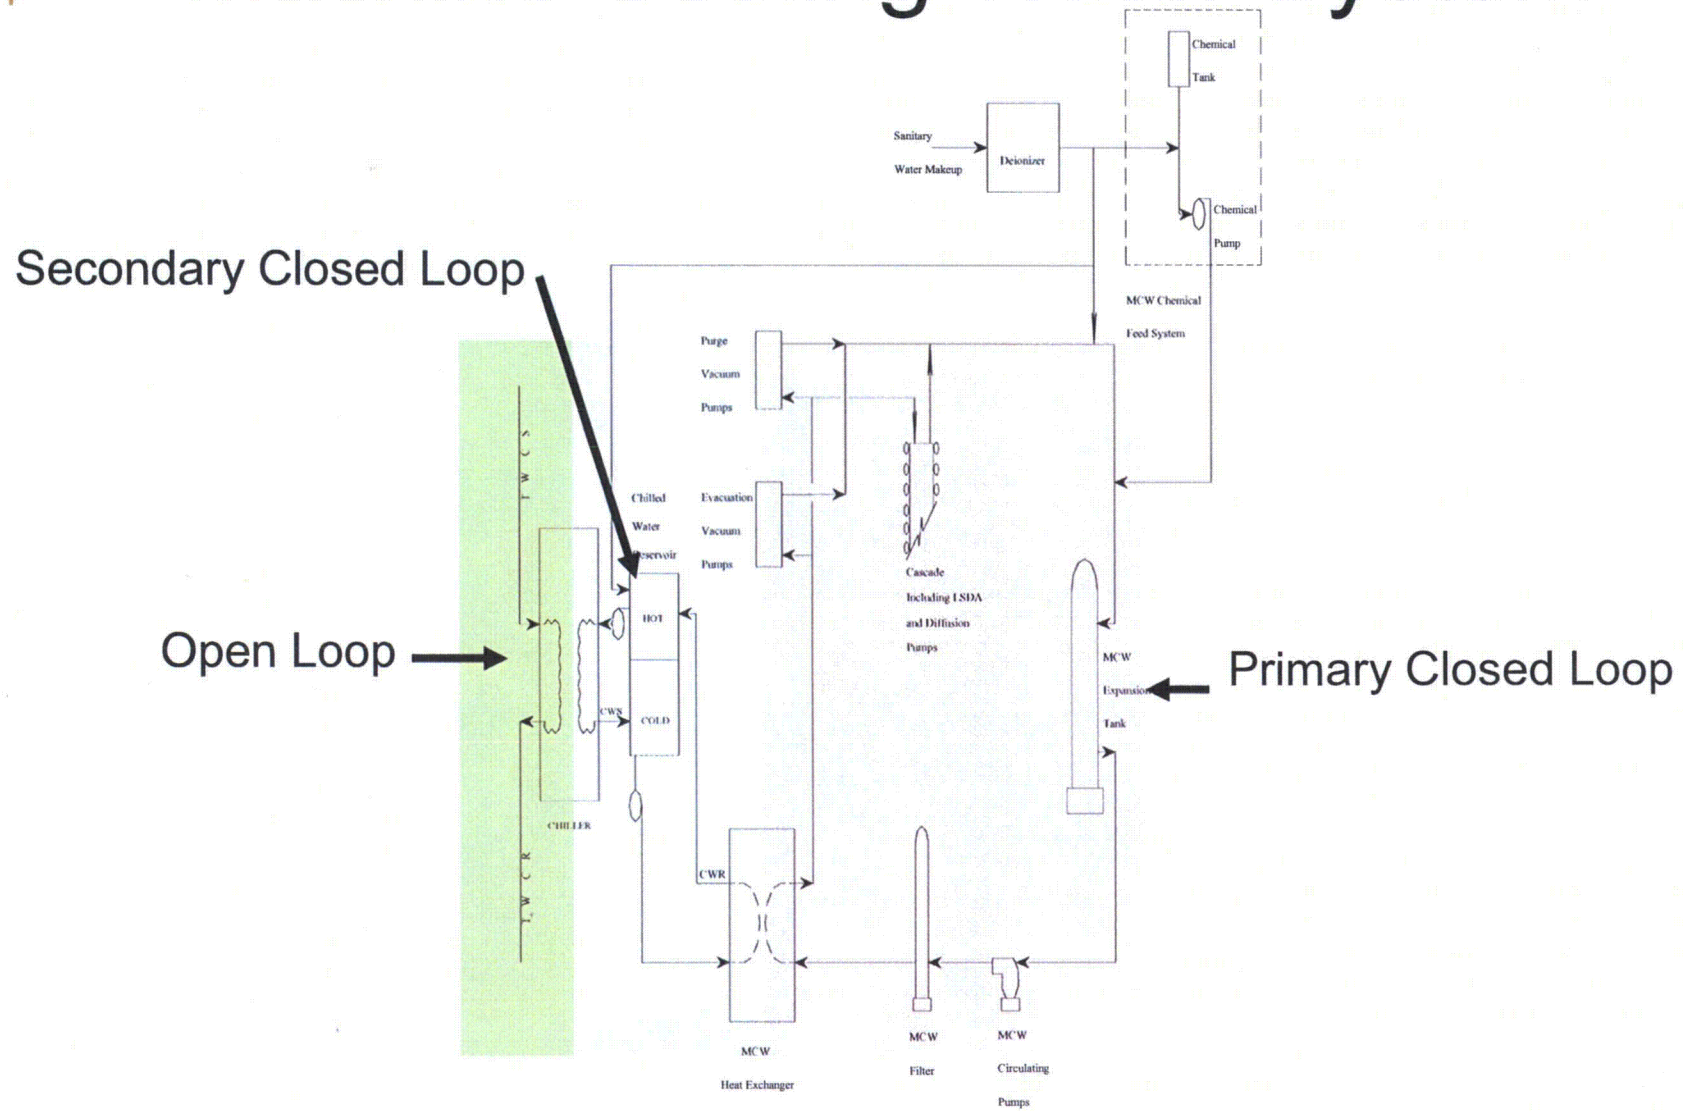 Chemical
Tank
Sanitary
Water Makeup
Deionizer
Chemical
Pump
Secondary Closed Loop
MCW Chemical
Feed System
Purge
Vacuum
Pumps
T W C S
Chilled
Water
Reservoir
Evacuation
Vacuum
Pumps
Cascade
Including LSDA
and Diffusion
Pumps
HOT
Open Loop
MCW
Expansion
Tank
Primary Closed Loop
CWS
COLD
CHILLER
T W C R
CWR
MCW
Heat Exchanger
MCW
Filter
MCW
Circulating
Pumps